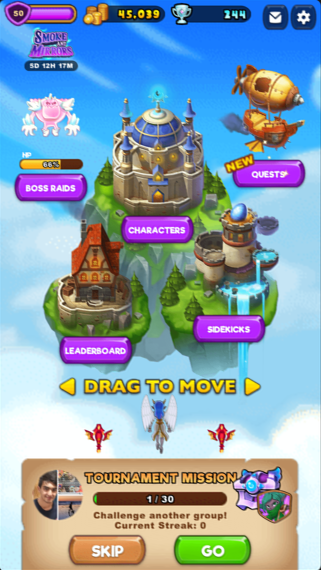 50
45,039
244
SMOKE
AND
MIRRORS
5D 12H 17M
HP
66%
BOSS RAIDS
NEW
QUESTS+
CHARACTERS
SIDEKICKS
LEADERBOARD
DRAG TO MOVE
TOURNAMENT MISSION
1 / 30
Challenge another group!
Current Streak: 0
SKIP
GO